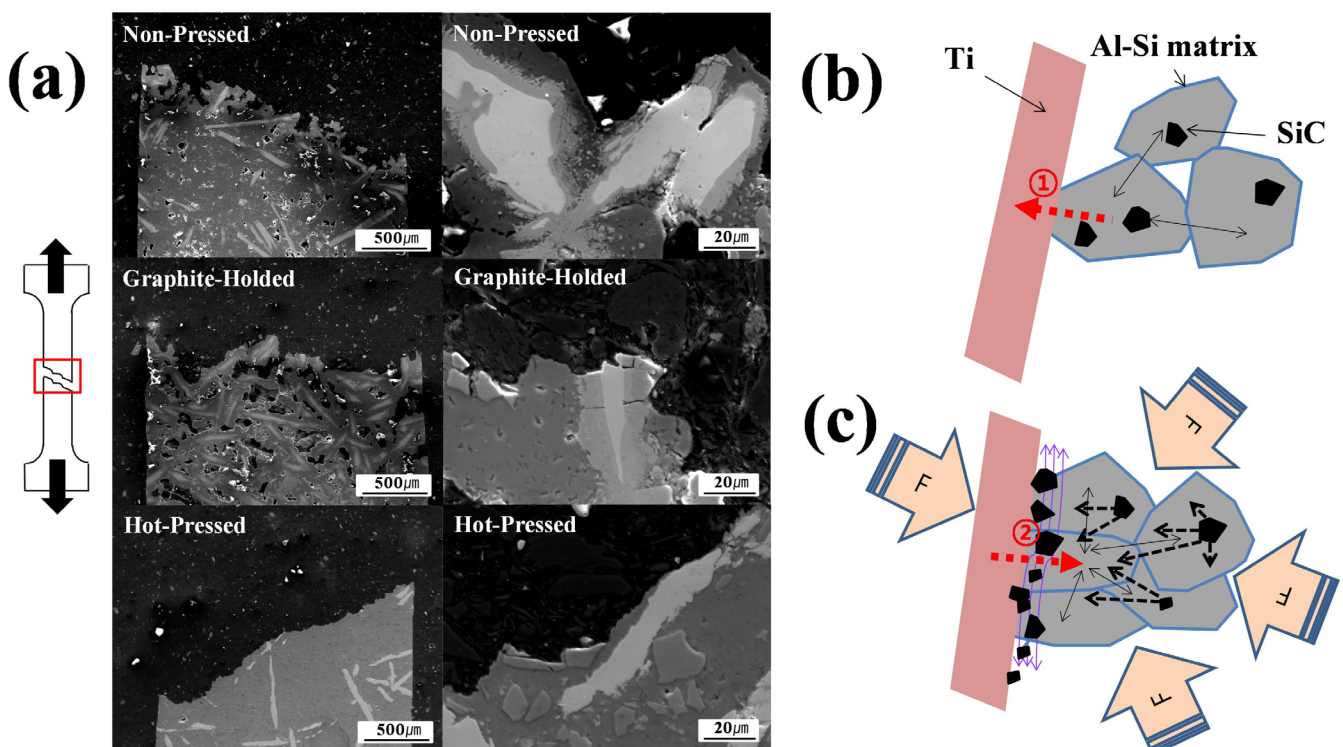 (a)
Non-Pressed
500㎛
Non-Pressed
20㎛
Graphite-Holded
500㎛
Graphite-Holded
20㎛
Hot-Pressed
500㎛
Hot-Pressed
20㎛
(b)
Ti
Al-Si matrix
SiC
①
(c)
F
F
②
F
F